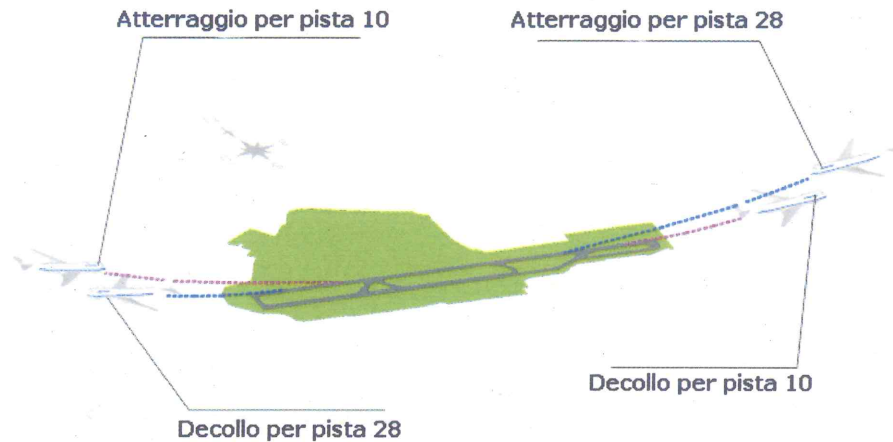 Atterraggio per pista 10
Atterraggio per pista 28
Decollo per pista 10
Decollo per pista 28